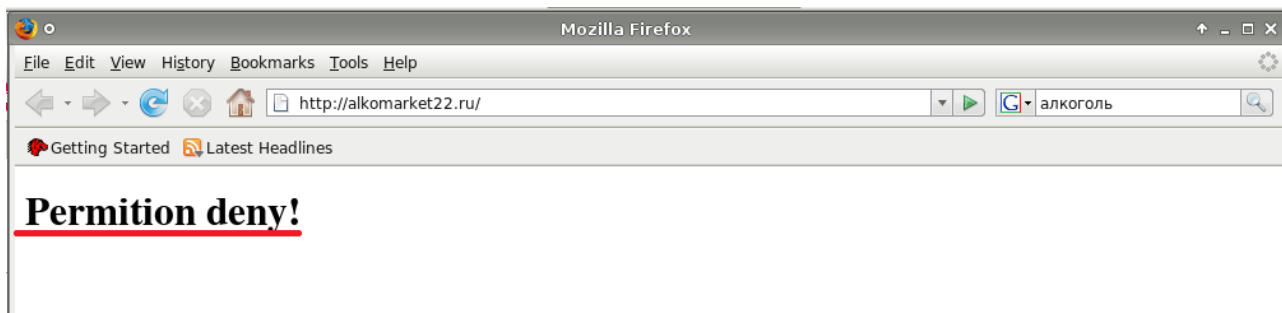 Mozilla Firefox
File Edit View History Bookmarks Tools Help
http://alkomarket22.ru/ G алкоголь
Getting Started Latest Headlines
Permition deny!